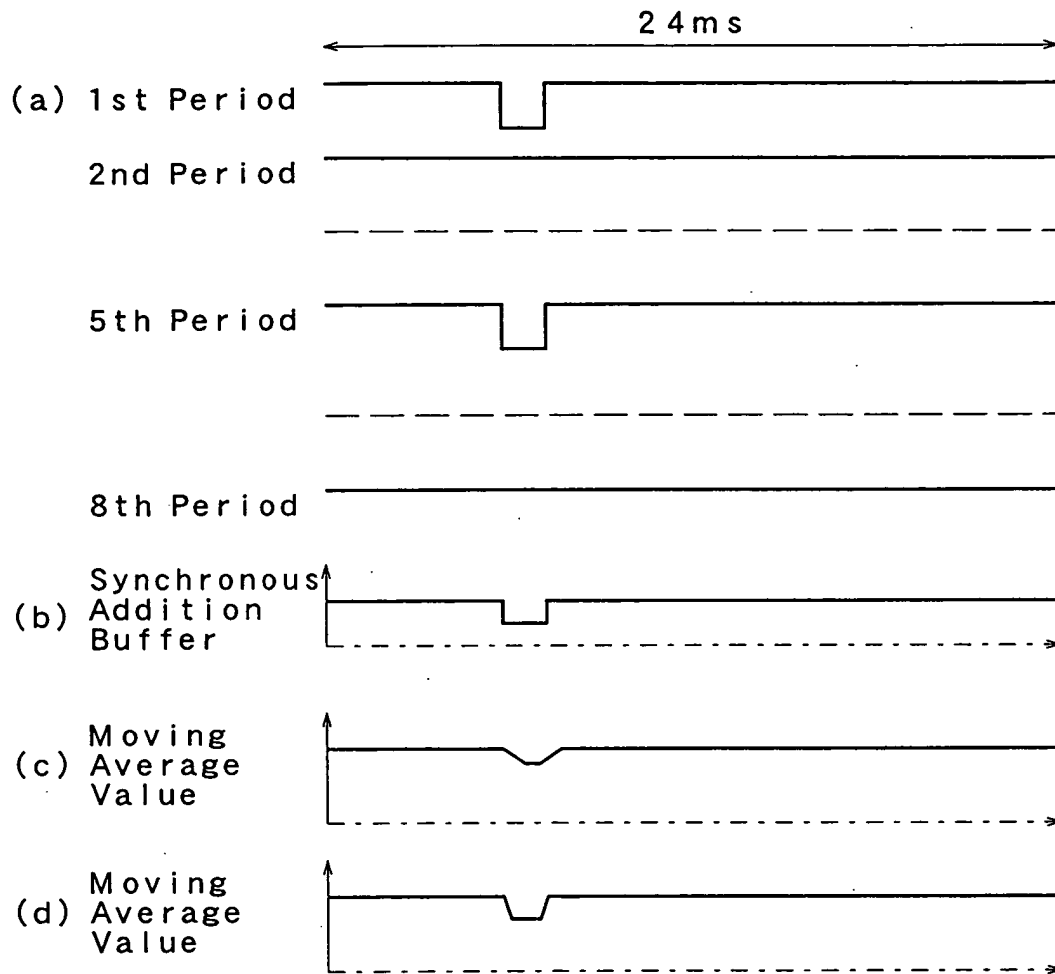 24ms
(a) 1st Period
2nd Period
5th Period
8th Period
Synchronous
(b) Addition
Buffer
Moving
(c) Average
Value
Moving
(d) Average
Value